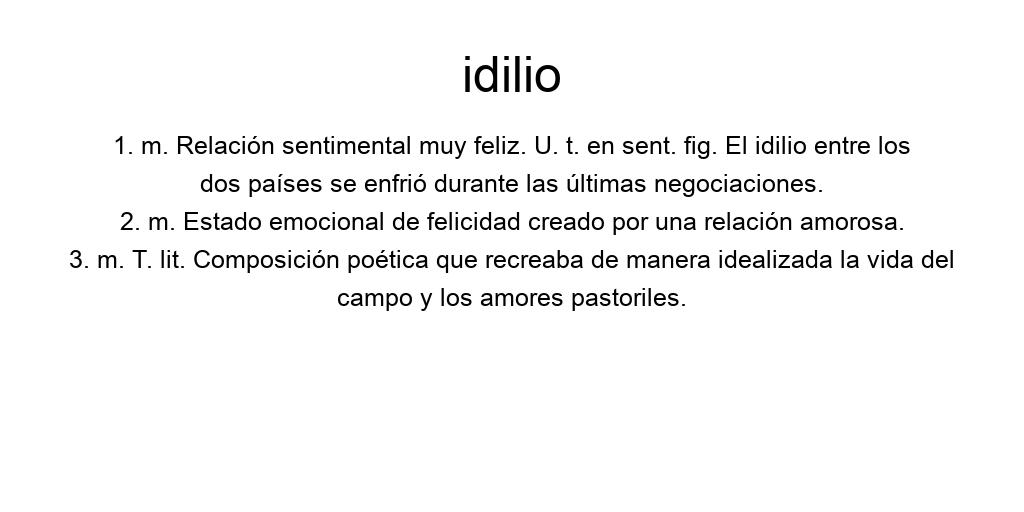 idilio
1. m. Relación sentimental muy feliz. U. t. en sent. fig. El idilio entre los
dos países se enfrió durante las últimas negociaciones.
2. m. Estado emocional de felicidad creado por una relación amorosa.
3. m. T. lit. Composición poética que recreaba de manera idealizada la vida del
campo y los amores pastoriles.